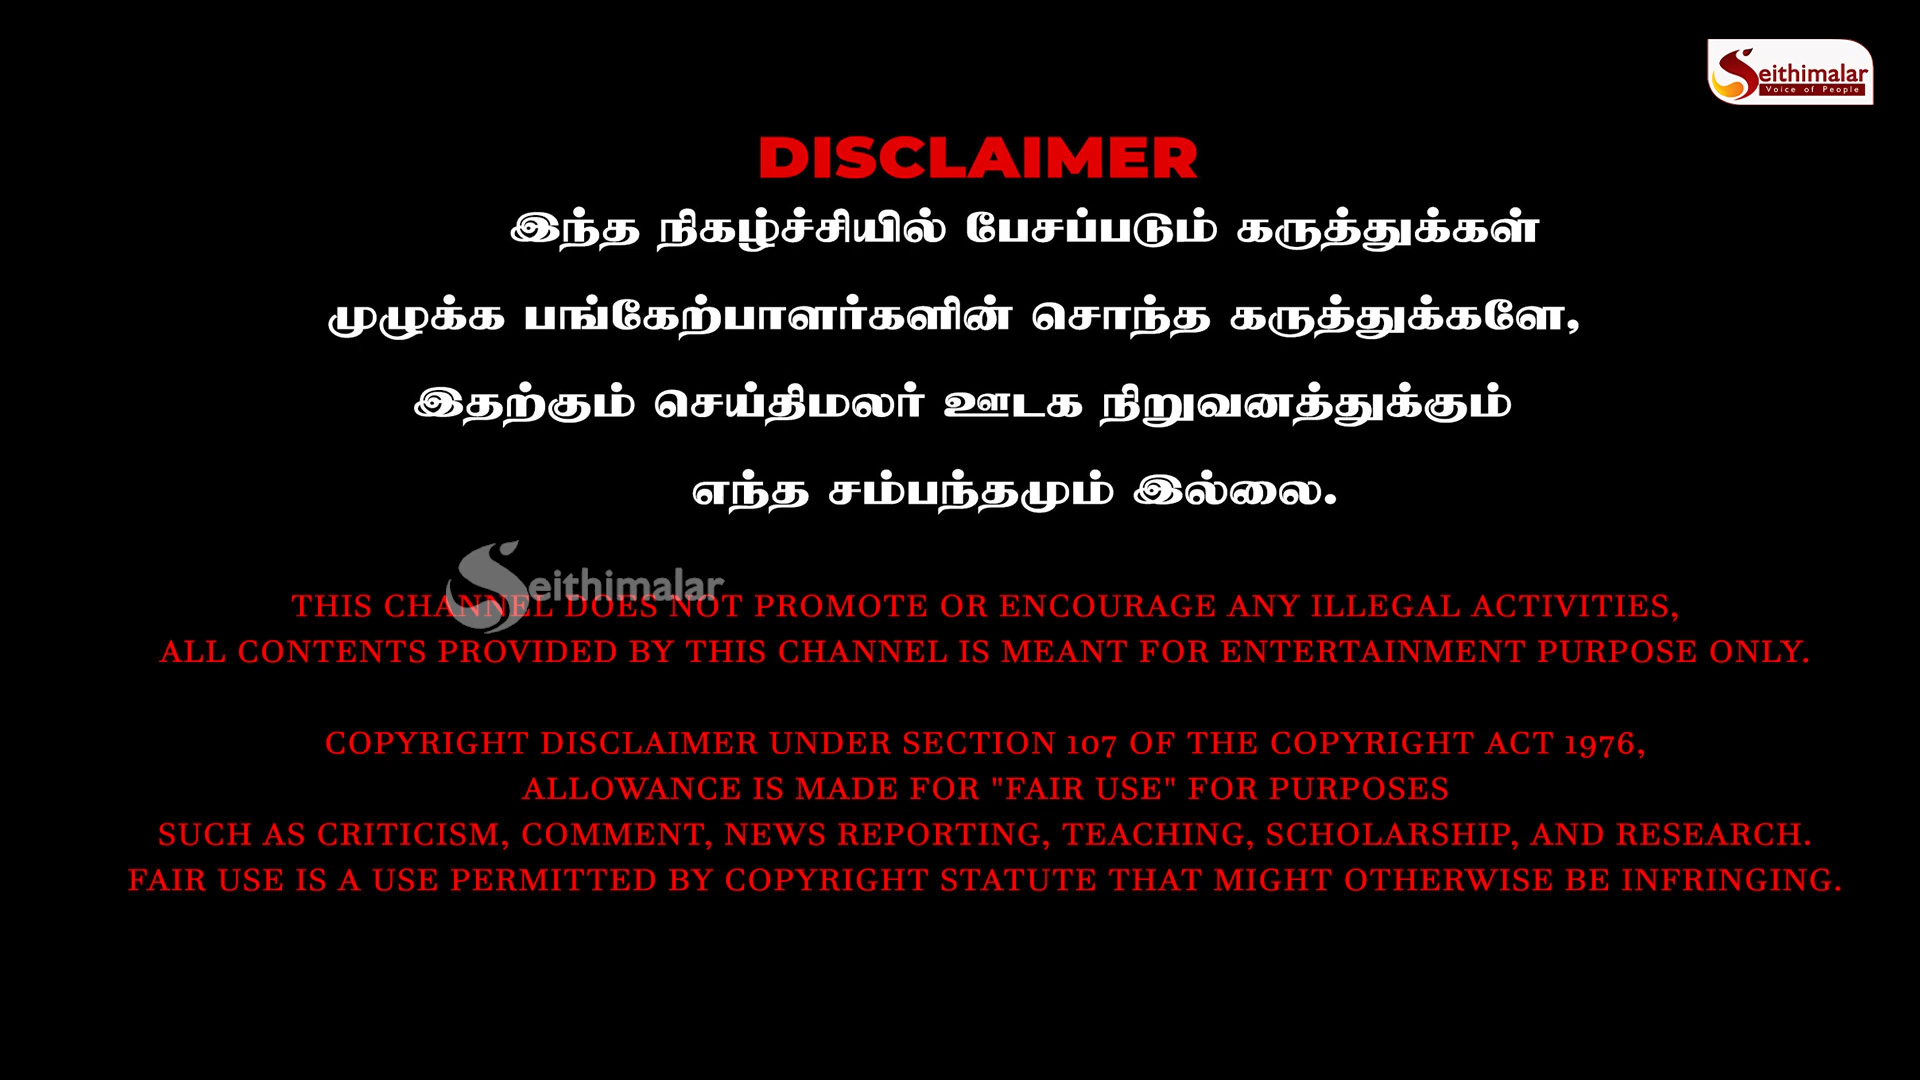 Seithimalar
Voice of People
DISCLAIMER
இந்த நிகழ்ச்சியில் பேசப்படும் கருத்துக்கள்
முழுக்க பங்கேற்பாளர்களின் சொந்த கருத்துக்களே,
இதற்கும் செய்திமலர் ஊடக நிறுவனத்துக்கும்
எந்த சம்பந்தமும் இல்லை.
Seithimalar
THIS CHANNEL DOES NOT PROMOTE OR ENCOURAGE ANY ILLEGAL ACTIVITIES,
ALL CONTENTS PROVIDED BY THIS CHANNEL IS MEANT FOR ENTERTAINMENT PURPOSE ONLY.
COPYRIGHT DISCLAIMER UNDER SECTION 107 OF THE COPYRIGHT ACT 1976,
ALLOWANCE IS MADE FOR "FAIR USE" FOR PURPOSES
SUCH AS CRITICISM, COMMENT, NEWS REPORTING, TEACHING, SCHOLARSHIP, AND RESEARCH.
FAIR USE IS A USE PERMITTED BY COPYRIGHT STATUTE THAT MIGHT OTHERWISE BE INFRINGING.